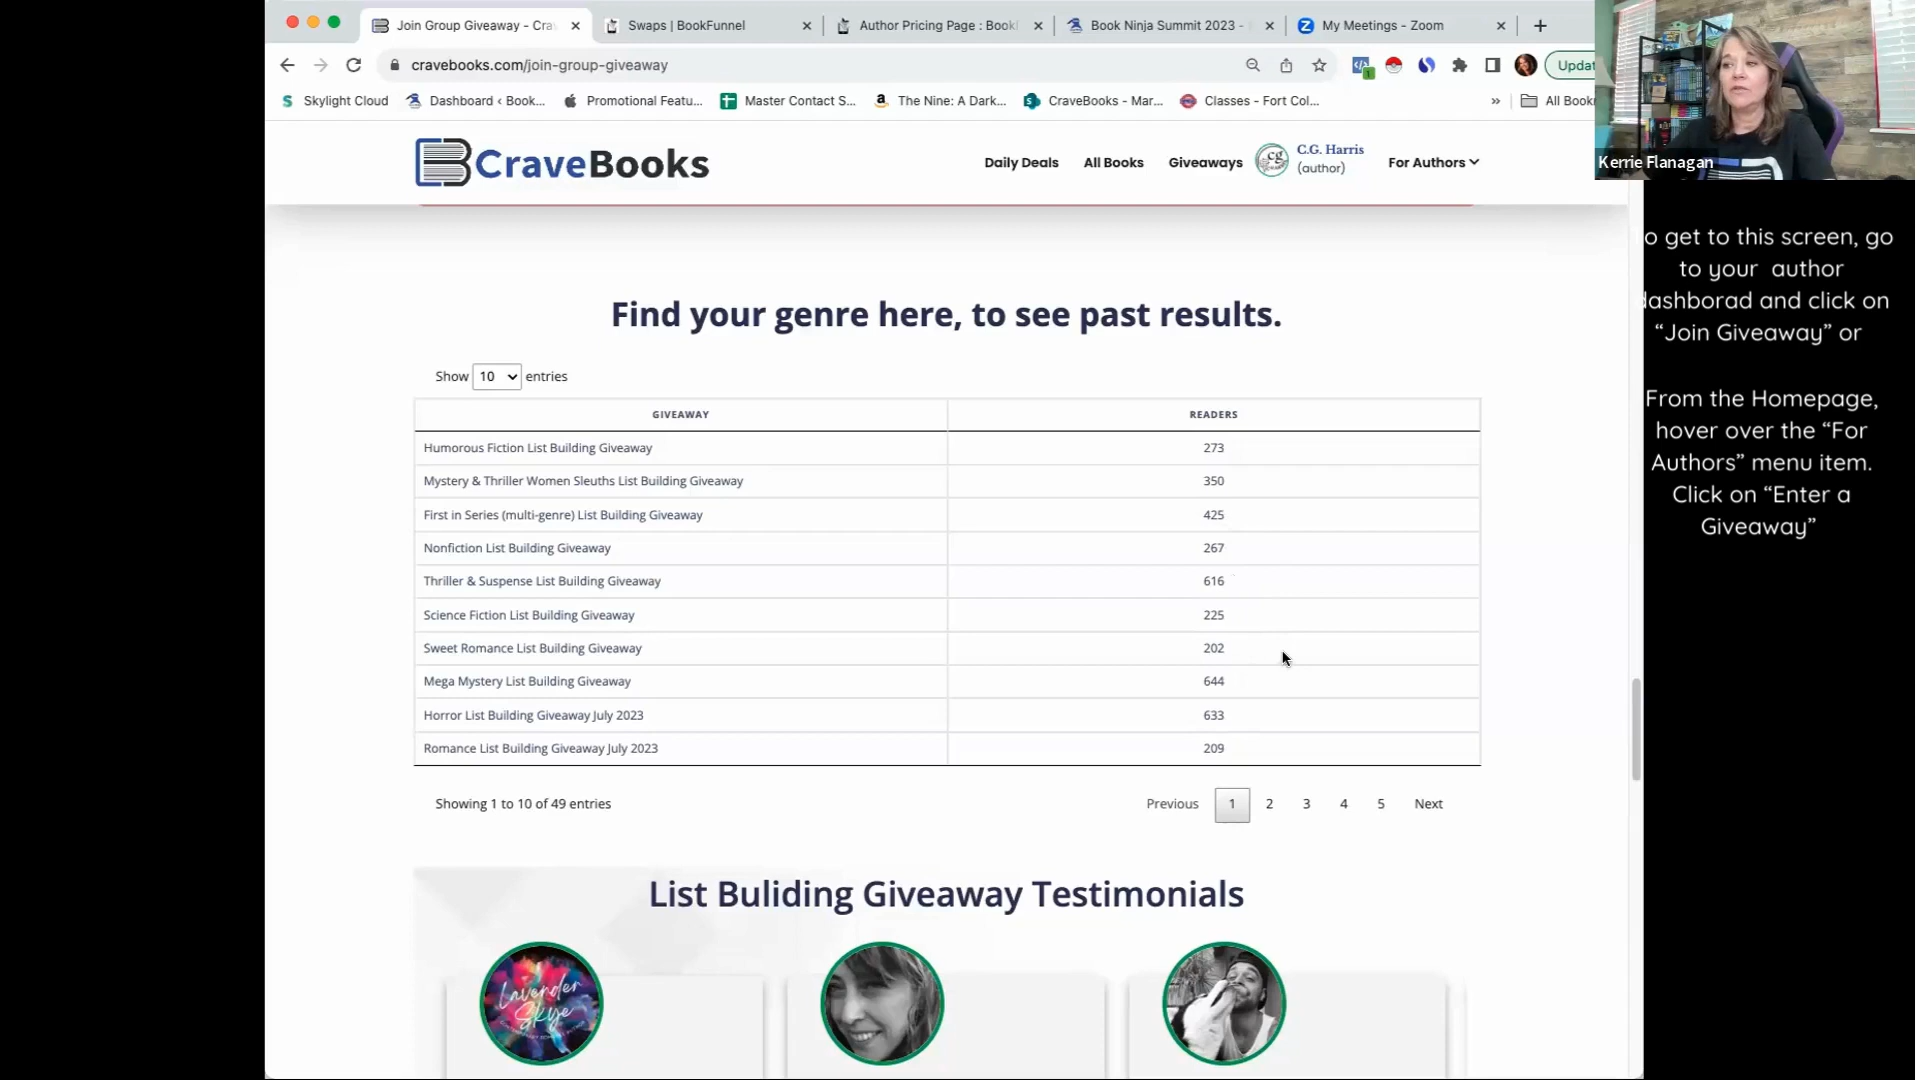 Join Group Giveaway - Cra
Swaps | BookFunnel
Author Pricing Page : Book
Book Ninja Summit 2023 -
My Meetings - Zoom
cravebooks.com/join-group-giveaway
Updat
Skylight Cloud
Dashboard ‹ Book...
Promotional Featu...
Master Contact S...
The Nine: A Dark...
CraveBooks - Mar...
Classes - Fort Col...
»
All Book
Kerrie Flanagan
CraveBooks
Daily Deals
All Books
Giveaways
cg
C.G. Harris
(author)
For Authors
Find your genre here, to see past results.
Show 10 entries
GIVEAWAY READERS
Humorous Fiction List Building Giveaway 273
Mystery & Thriller Women Sleuths List Building Giveaway 350
First in Series (multi-genre) List Building Giveaway 425
Nonfiction List Building Giveaway 267
Thriller & Suspense List Building Giveaway 616
Science Fiction List Building Giveaway 225
Sweet Romance List Building Giveaway 202
Mega Mystery List Building Giveaway 644
Horror List Building Giveaway July 2023 633
Romance List Building Giveaway July 2023 209
Showing 1 to 10 of 49 entries
Previous 1 2 3 4 5 Next
List Buliding Giveaway Testimonials
Lavender
Skye
o get to this screen, go
to your author
dashborad and click on
“Join Giveaway” or
From the Homepage,
hover over the “For
Authors” menu item.
Click on “Enter a
Giveaway”